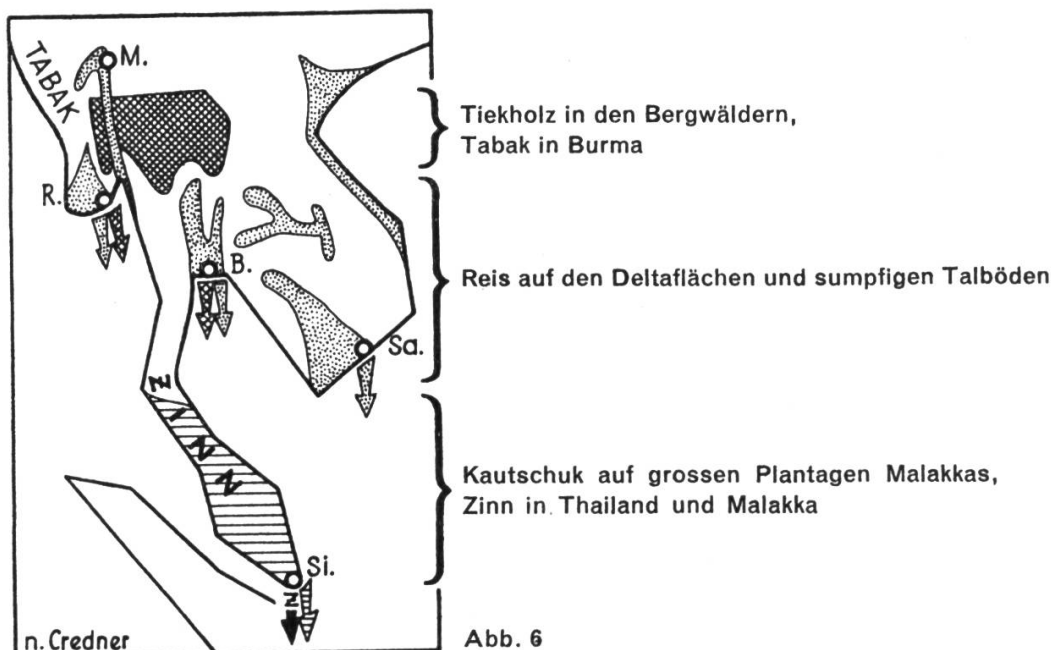 TABAK
M.
R.
B.
Sa.
ZINN
Si.
Z
n. Credner
Tiekholz in den Bergwäldern,
Tabak in Burma
Reis auf den Deltaflächen und sumpfigen Talböden
Kautschuk auf grossen Plantagen Malakkas,
Zinn in Thailand und Malakka
Abb. 6